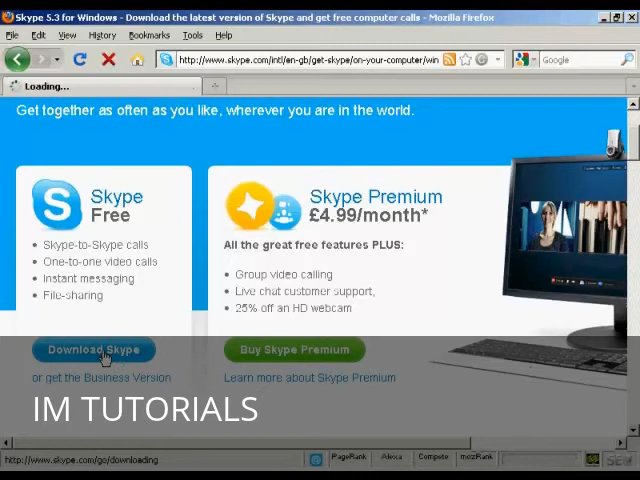 Skype 5.3 for Windows - Download the latest version of Skype and get free computer calls - Mozilla Firefox
File Edit View History Bookmarks Tools Help
http://www.skype.com/intl/en-gb/get-skype/on-your-computer/win
Google
Loading...
Get together as often as you like, wherever you are in the world.
Skype
Free
Skype-to-Skype calls
One-to-one video calls
Instant messaging
File-sharing
Download Skype
or get the Business Version
Skype Premium
£4.99/month*
All the great free features PLUS:
Group video calling
Live chat customer support,
25% off an HD webcam
Buy Skype Premium
Learn more about Skype Premium
IM TUTORIALS
http://www.skype.com/go/downloading
PageRank Alexa Compete mozRank